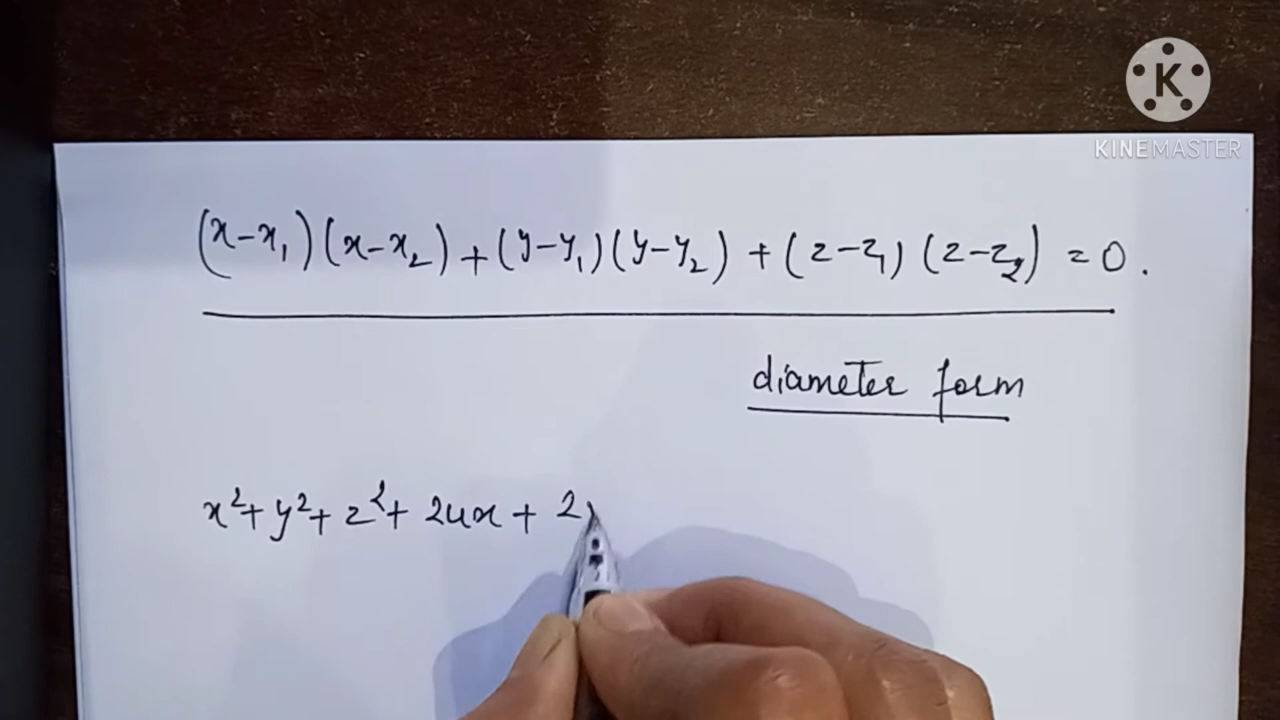 K
KINEMASTER
(x-x₁)(x-x₂)+(y-y₁)(y-y₂)+(z-z₁)(z-z₂)=0.
diameter form
x²+y²+z²+2ux+2